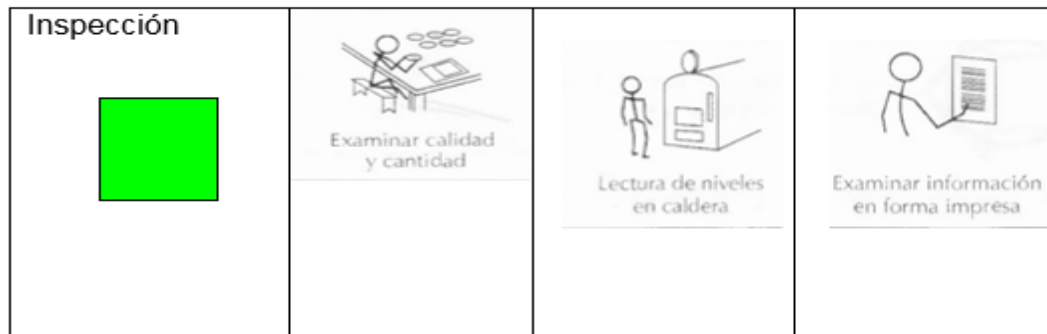 Inspección
Examinar calidad
y cantidad
Lectura de niveles
en caldera
Examinar información
en forma impresa